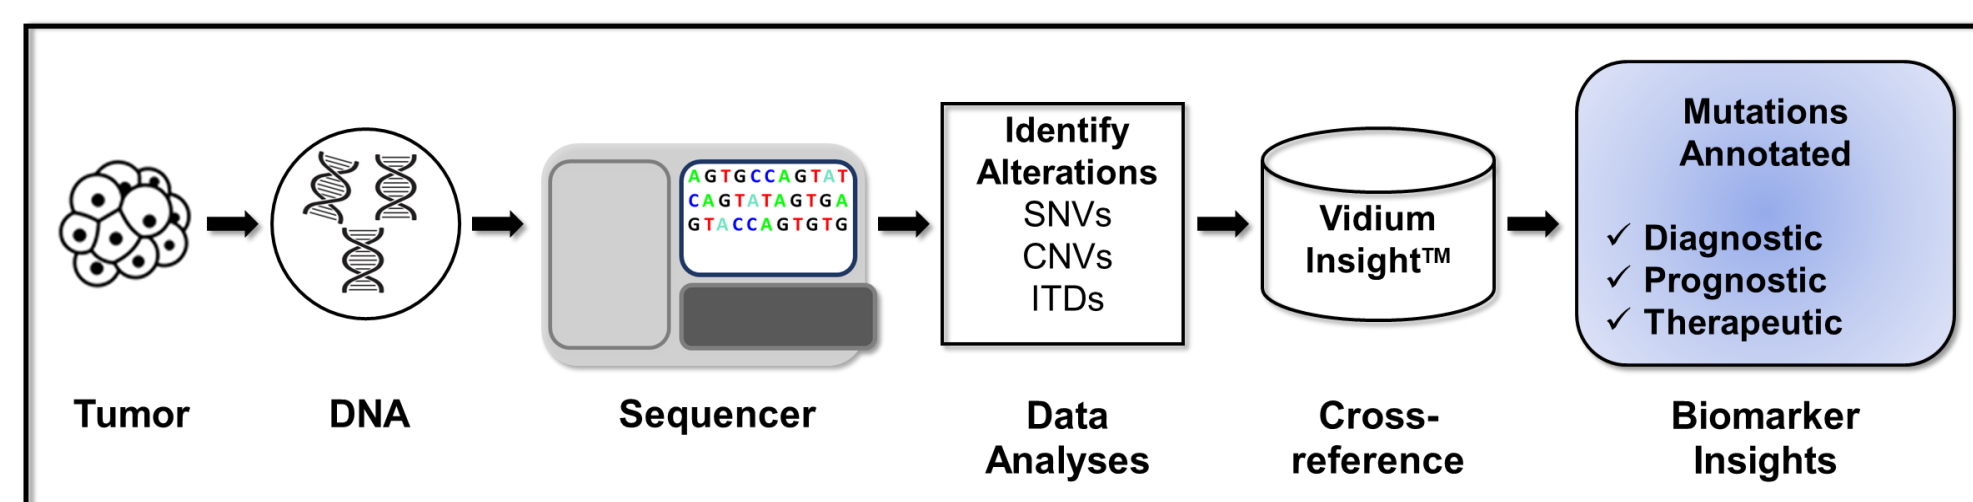 AGTGCCAGTAT
CAGTATAGTGA
GTACCAGTGTG
Identify
Alterations
SNVs
CNVs
ITDs
Vidium
Insight™
Mutations
Annotated
✓ Diagnostic
✓ Prognostic
✓ Therapeutic
Tumor
DNA
Sequencer
Data
Analyses
Cross-
reference
Biomarker
Insights